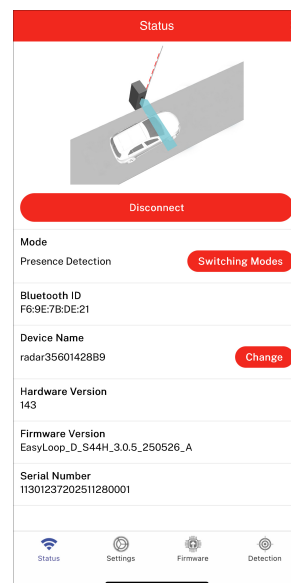 Status
Disconnect
Mode
Presence Detection
Switching Modes
Bluetooth ID
F6:9E:7B:DE:21
Device Name
radar35601428B9
Change
Hardware Version
143
Firmware Version
EasyLoop_D_S44H_3.0.5_250526_A
Serial Number
11301237202511280001
Status
Settings
Firmware
Detection